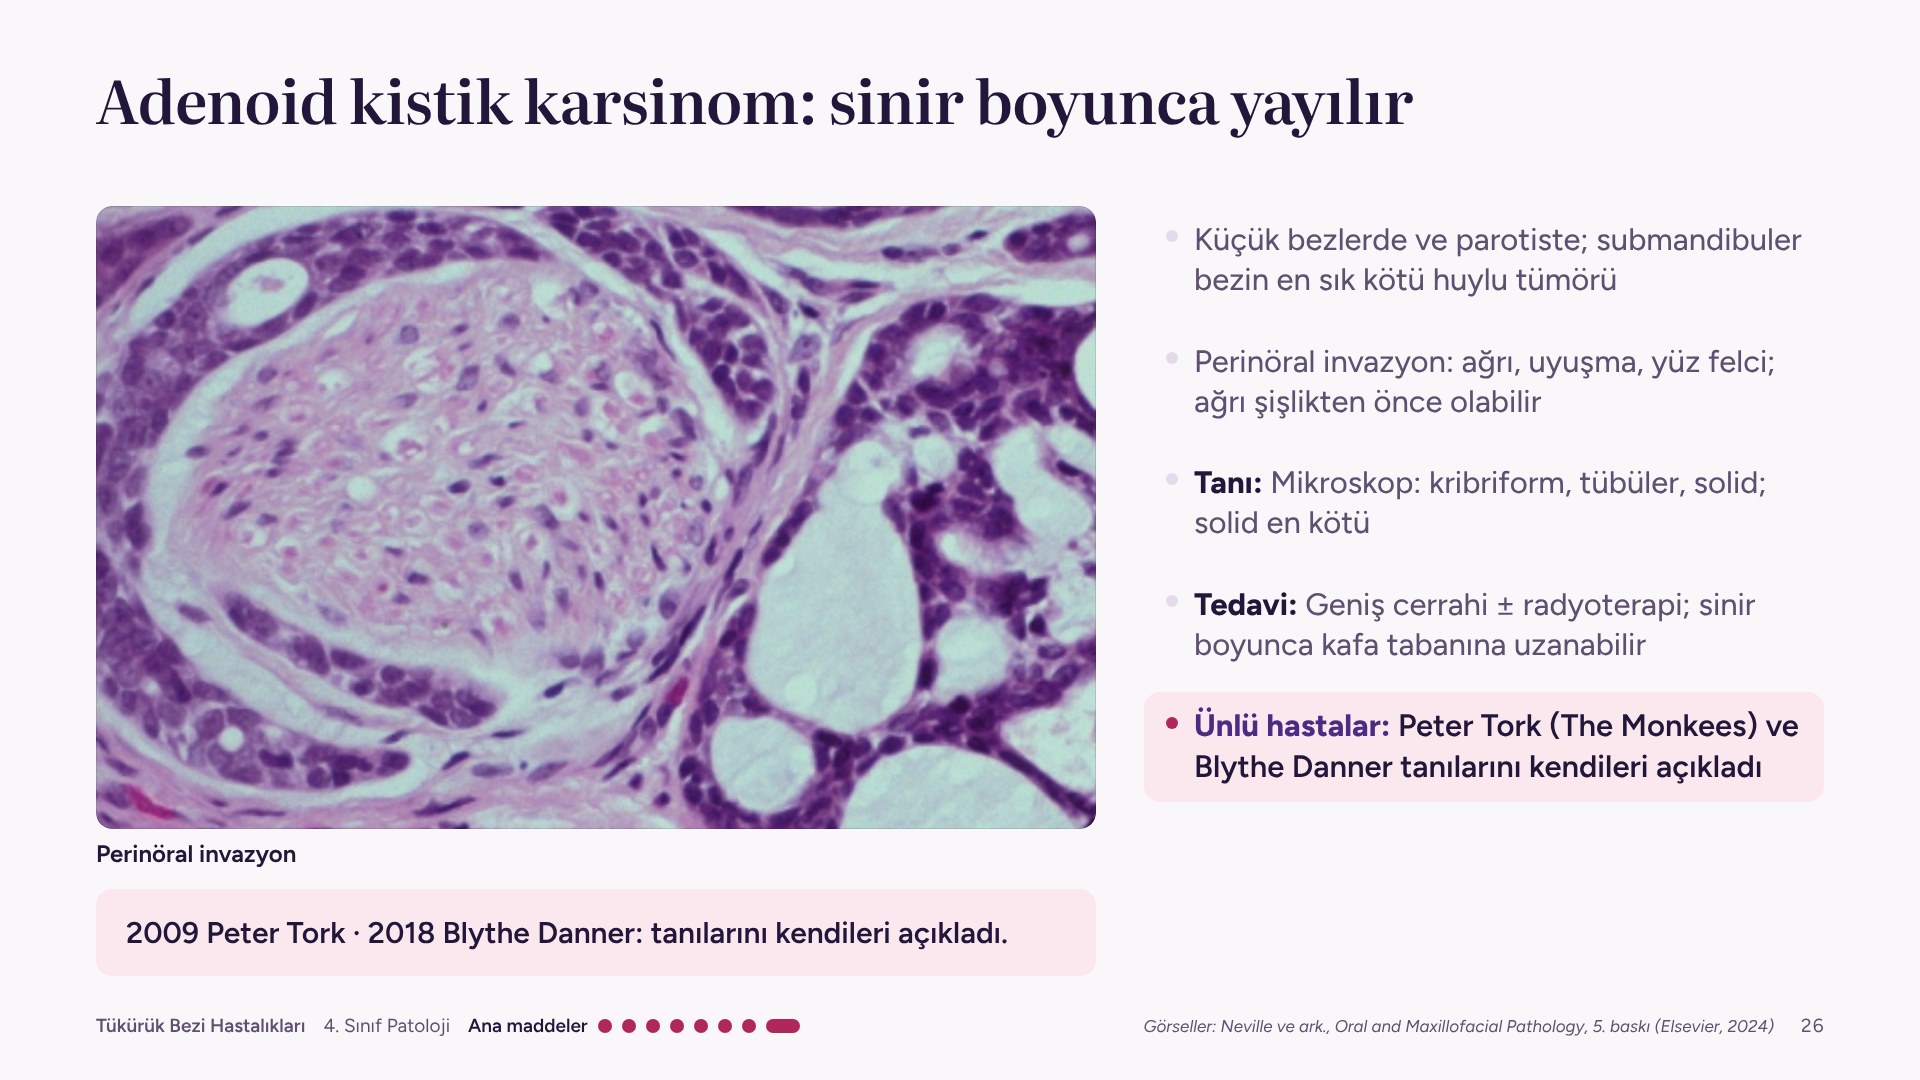 Adenoid kistik karsinom: sinir boyunca yayılır
Küçük bezlerde ve parotiste; submandibuler
bezin en sık kötü huylu tümörü
Perinöral invazyon: ağrı, uyuşma, yüz felci;
ağrı şişlikten önce olabilir
Tanı: Mikroskop: kribriform, tübüler, solid;
solid en kötü
Tedavi: Geniş cerrahi ± radyoterapi; sinir
boyunca kafa tabanına uzanabilir
Ünlü hastalar: Peter Tork (The Monkees) ve
Blythe Danner tanılarını kendileri açıkladı
Perinöral invazyon
2009 Peter Tork · 2018 Blythe Danner: tanılarını kendileri açıkladı.
Tükürük Bezi Hastalıkları 4. Sınıf Patoloji Ana maddeler
Görseller: Neville ve ark., Oral and Maxillofacial Pathology, 5. baskı (Elsevier, 2024) 26